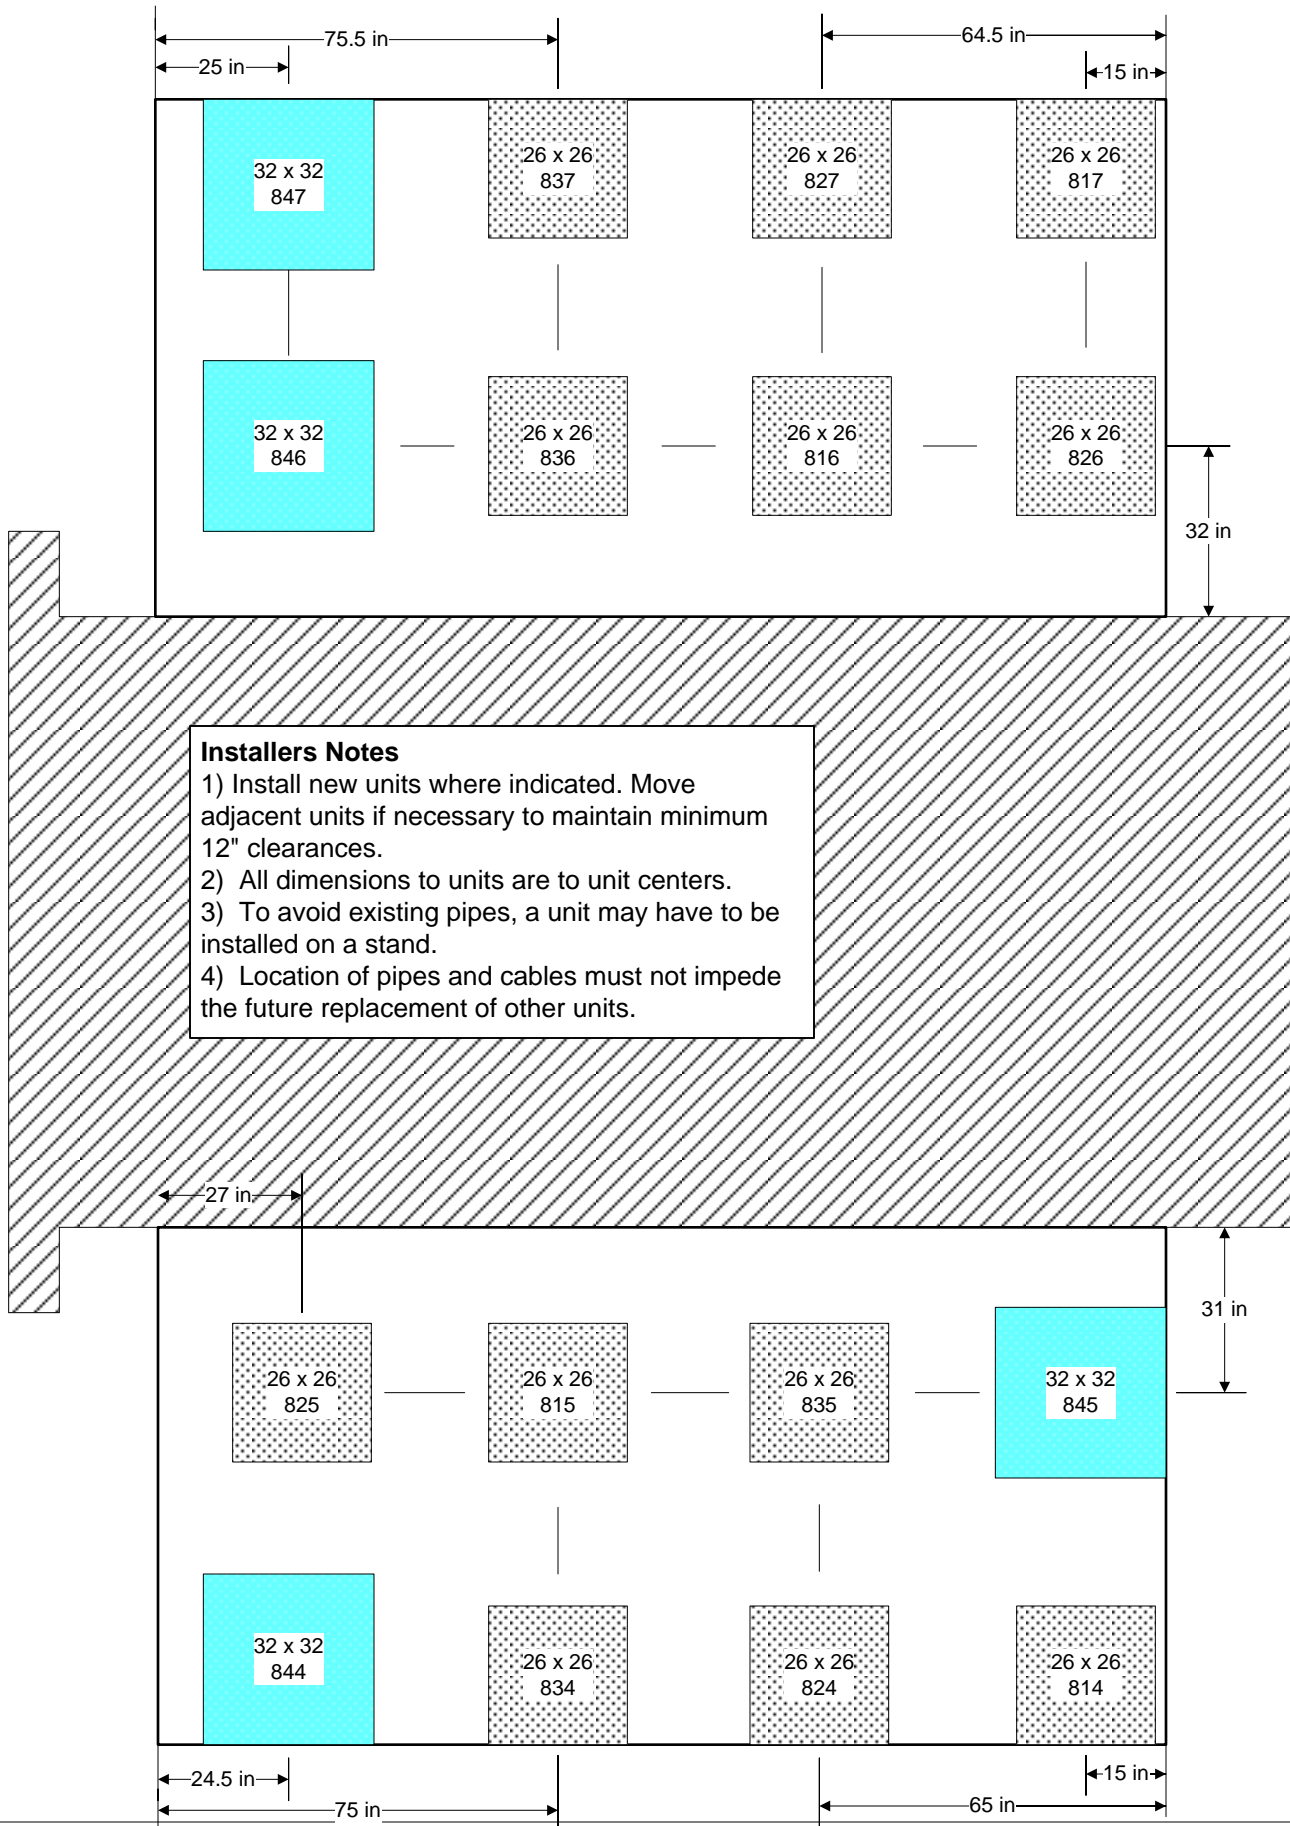 75.5 in
64.5 in
25 in
15 in
32 x 32
847
26 x 26
837
26 x 26
827
26 x 26
817
32 x 32
846
26 x 26
836
26 x 26
816
26 x 26
826
32 in
Installers Notes
1) Install new units where indicated. Move
adjacent units if necessary to maintain minimum
12" clearances.
2)  All dimensions to units are to unit centers.
3)  To avoid existing pipes, a unit may have to be
installed on a stand.
4)  Location of pipes and cables must not impede
the future replacement of other units.
27 in
31 in
26 x 26
825
26 x 26
815
26 x 26
835
32 x 32
845
32 x 32
844
26 x 26
834
26 x 26
824
26 x 26
814
24.5 in
15 in
75 in
65 in